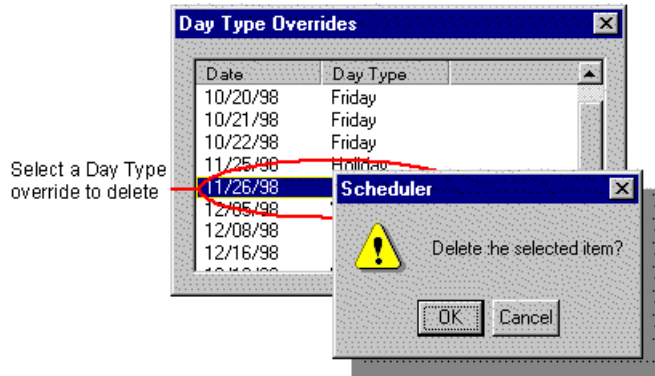 Day Type Overrides
Date Day Type
10/20/98 Friday
10/21/98 Friday
10/22/98 Friday
11/25/98 Holiday
Select a Day Type
override to delete
11/26/98
Scheduler
12/05/98
12/08/98
12/16/98
Delete the selected item?
OK Cancel